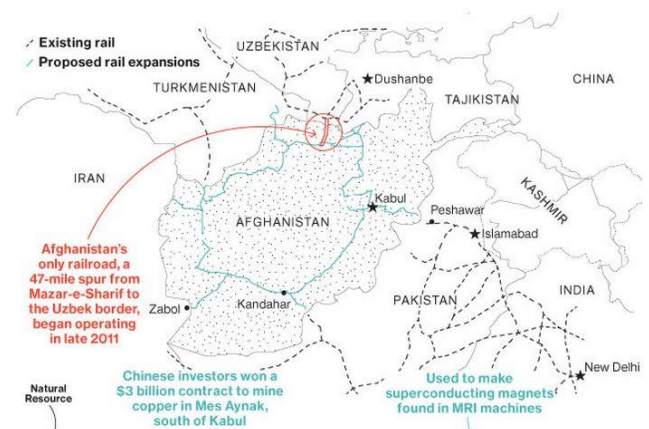 Existing rail
Proposed rail expansions
UZBEKISTAN
Dushanbe
CHINA
TURKMENISTAN
TAJIKISTAN
IRAN
KASHMIR
Kabul
Peshawar
AFGHANISTAN
Islamabad
Afghanistan's
only railroad, a
47-mile spur from
Mazar-e-Sharif to
the Uzbek border,
began operating
in late 2011
Zabol
Kandahar
PAKISTAN
INDIA
New Delhi
Chinese investors won a
$3 billion contract to mine
copper in Mes Aynak,
south of Kabul
Used to make
superconducting magnets
found in MRI machines
Natural
Resource